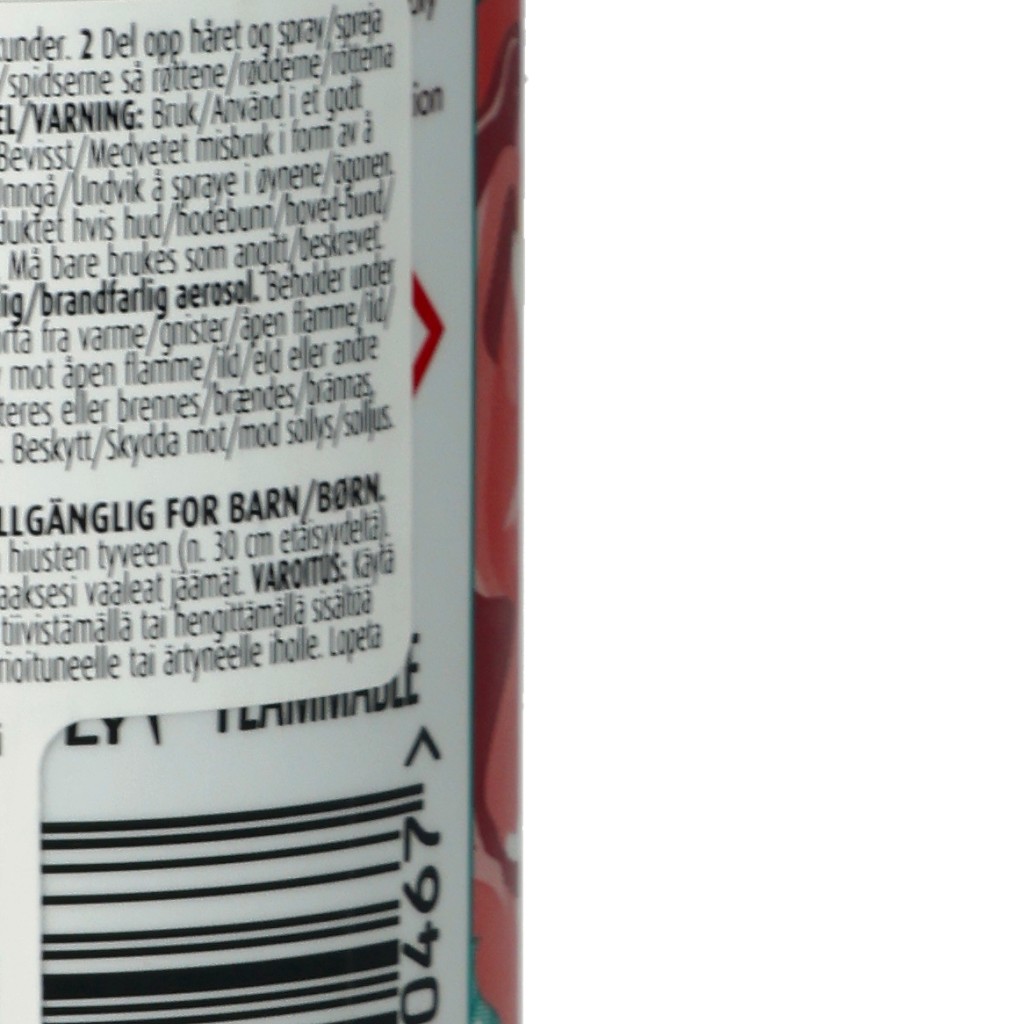 kunder. 2 Del opp håret og spray/spreja
/spidserne så røttene/rødderne/rötterna
EL/VARNING: Bruk/Använd i et godt
Bevisst/Medvetet misbruk i form av å
Inngå/Undvik å spraye i øynene/ögonen.
duktet hvis hud/hodebunn/hoved-bund/
. Må bare brukes som angitt/beskrevet.
lig/brandfarlig aerosol. Beholder under
orta fra varme/gnister/åpen flamme/ild/
mot åpen flamme/ild/eld eller andre
teres eller brennes/brændes/brännas,
. Beskytt/Skydda mot/mod sollys/solljus.
LLGÄNGLIG FOR BARN/BØRN.
hiusten tyveen (n. 30 cm etäisyydeltä).
aaksesi vaaleat jäämät. VAROITUS: Käytä
tiivistämällä tai hengittämällä sisältöä
rioituneelle tai ärtyneelle iholle. Lopeta
LY FLAMMABLE
ion
0467 >